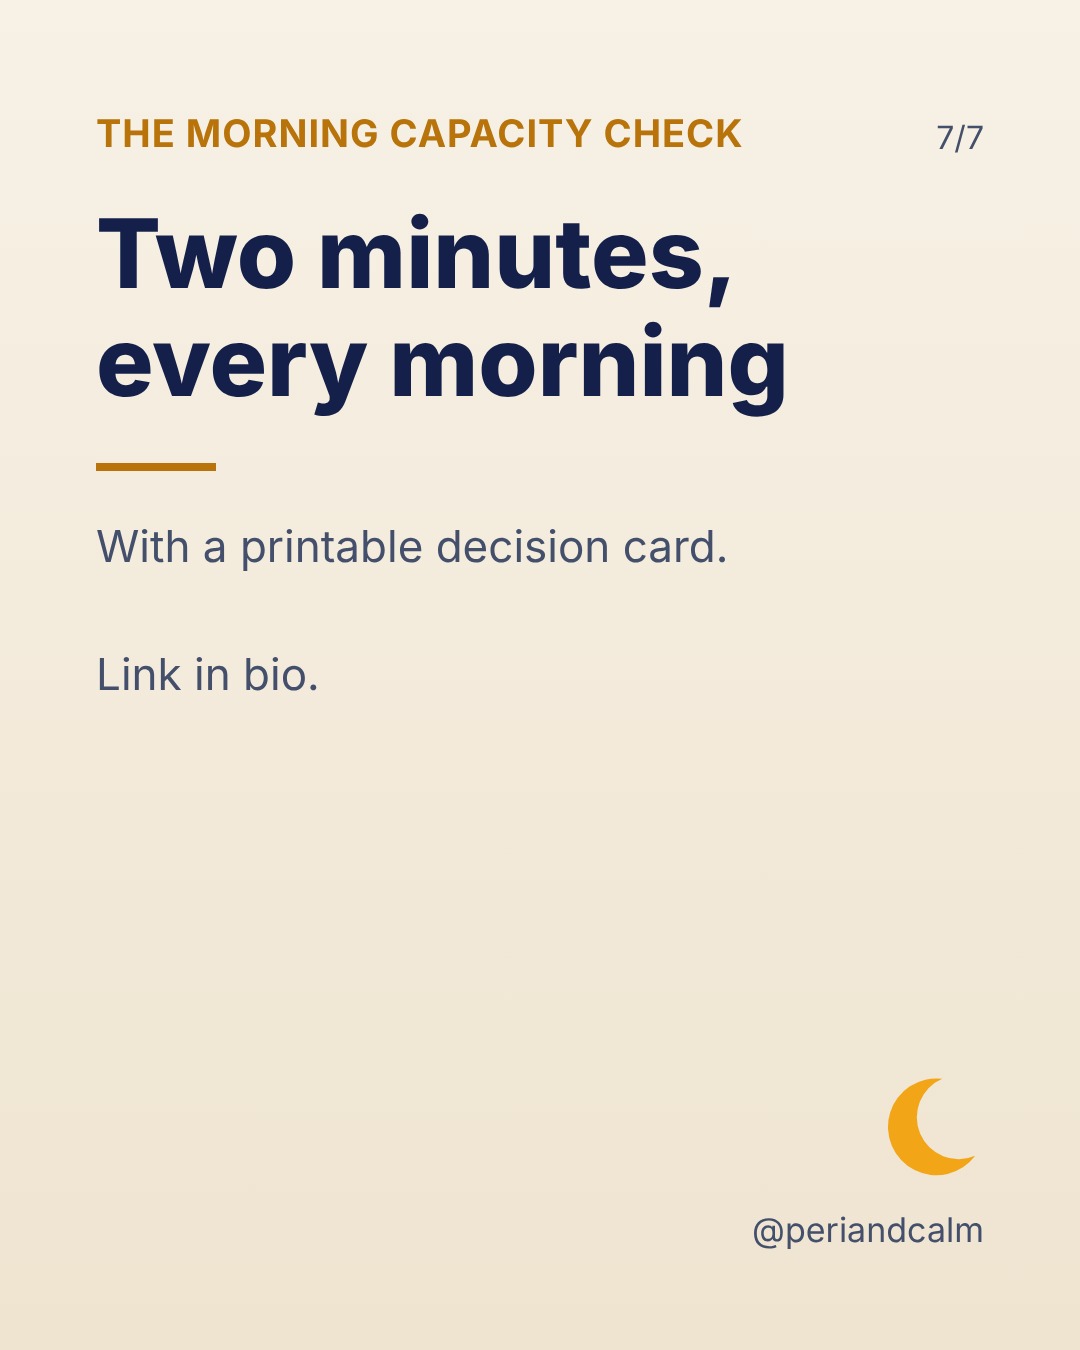 THE MORNING CAPACITY CHECK
7/7
Two minutes,
every morning
With a printable decision card.
Link in bio.
@periandcalm